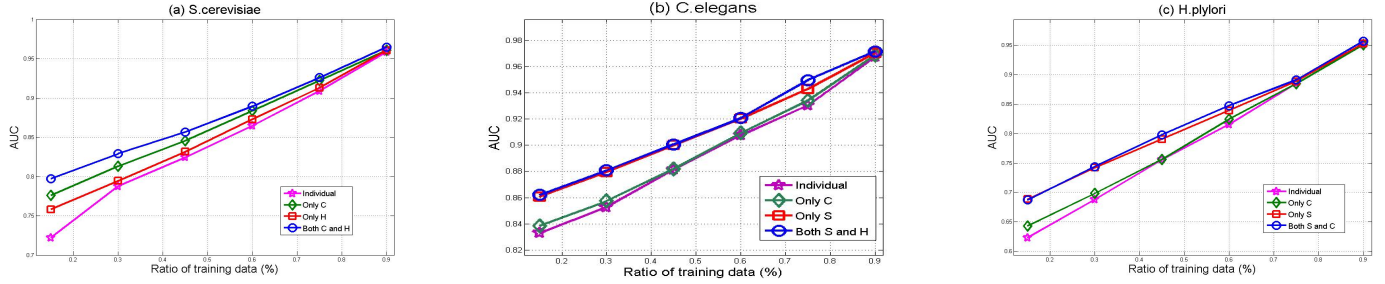 (a) S.cerevisiae
1
0.95
0.9
0.85
0.8
0.75
0.7
AUC
0.2 0.3 0.4 0.5 0.6 0.7 0.8 0.9
Ratio of training data (%)
Individual
Only C
Only H
Both C and H
(b) C.elegans
0.98
0.96
0.94
0.92
0.9
0.88
0.86
0.84
0.82
AUC
0.2 0.3 0.4 0.5 0.6 0.7 0.8 0.9
Ratio of training data (%)
Individual
Only C
Only S
Both S and H
(c) H.plylori
0.95
0.9
0.85
0.8
0.75
0.7
0.65
0.6
AUC
0.2 0.3 0.4 0.5 0.6 0.7 0.8 0.9
Ratio of training data (%)
Individual
Only C
Only S
Both S and C